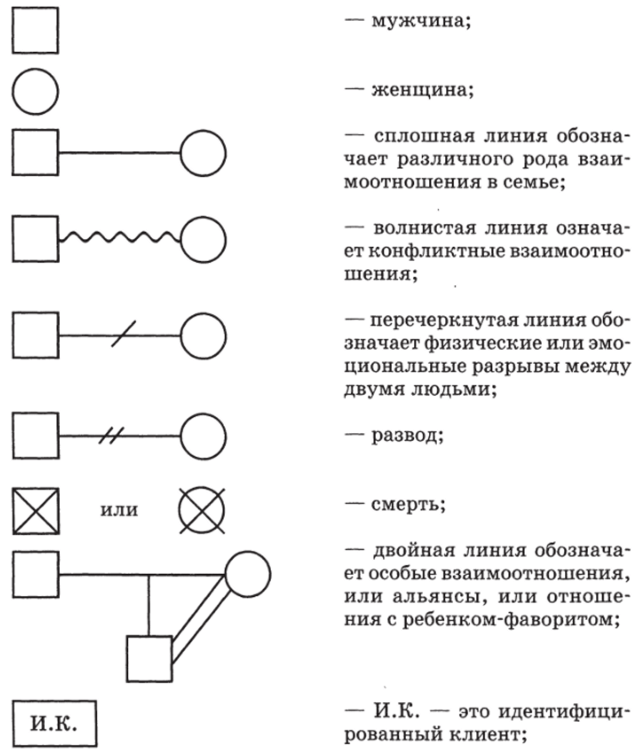 — мужчина;
— женщина;
— сплошная линия обозна-
чает различного рода взаи-
моотношения в семье;
— волнистая линия означа-
ет конфликтные взаимоотно-
шения;
— перечеркнутая линия обо-
значает физические или эмо-
циональные разрывы между
двумя людьми;
— развод;
или
— смерть;
— двойная линия обознача-
ет особые взаимоотношения,
или альянсы, или отноше-
ния с ребенком-фаворитом;
И.К.
— И.К. — это идентифици-
рованный клиент;